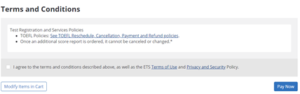 Terms and Conditions
Test Registration and Services Policies
• TOEFL Policies: See TOEFL Reschedule, Cancellation, Payment and Refund policies.
• Once an additional score report is ordered, it cannot be canceled or changed.*
I agree to the terms and conditions described above, as well as the ETS Terms of Use and Privacy and Security Policy.
Modify Items in Cart
Pay Now